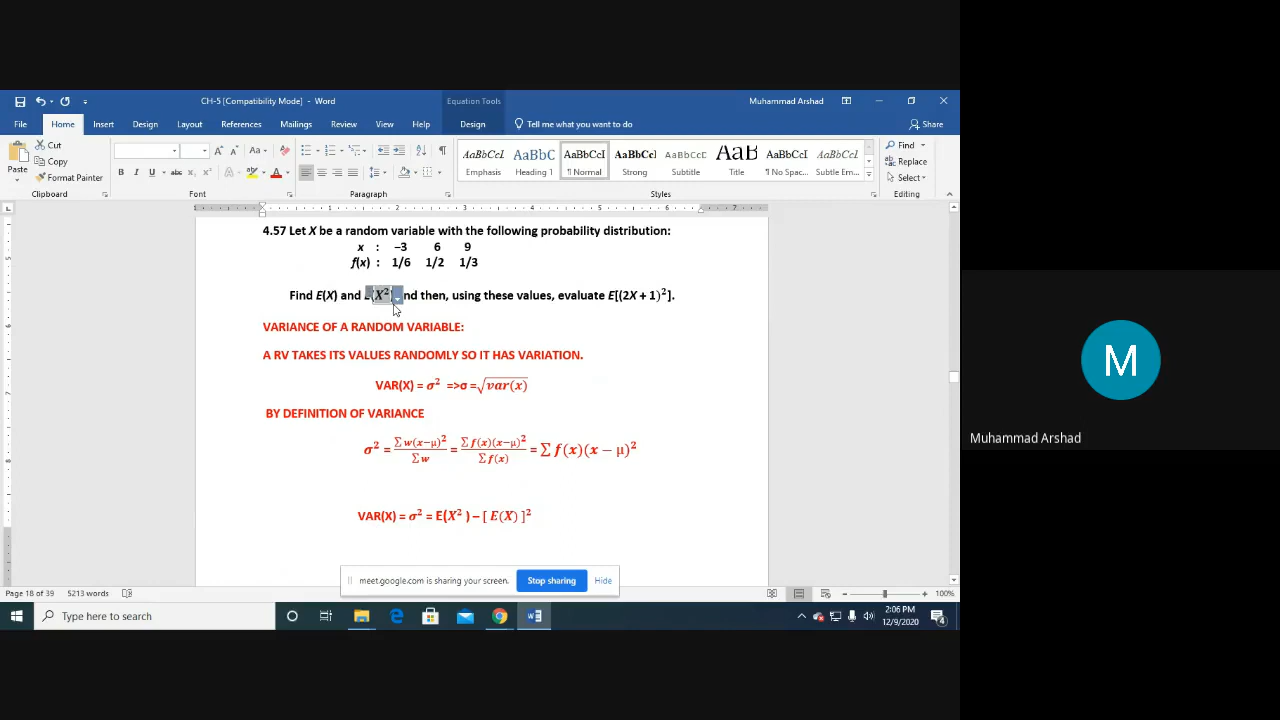 CH-5 [Compatibility Mode] - Word
Equation Tools
Muhammad Arshad
File Home Insert Design Layout References Mailings Review View Help Design Tell me what you want to do Share
Paste
Cut
Copy
Format Painter
Clipboard
Font
Paragraph
AaBbCcI AaBbC AaBbCcI AaBbCcI AaBbCcD AaB AaBbCcI AaBbCcI
Emphasis Heading 1 ¶ Normal Strong Subtitle Title ¶ No Spac... Subtle Em...
Styles
Find
Replace
Select
Editing
4.57 Let X be a random variable with the following probability distribution:
x : −3 6 9
f(x) : 1/6 1/2 1/3
Find E(X) and (X²) nd then, using these values, evaluate E[(2X + 1)²].
VARIANCE OF A RANDOM VARIABLE:
A RV TAKES ITS VALUES RANDOMLY SO IT HAS VARIATION.
VAR(X) = σ² =>σ =√var(x)
BY DEFINITION OF VARIANCE
σ² = ∑ w(x−μ)² / ∑ w = ∑ f(x)(x−μ)² / ∑ f(x) = ∑ f(x)(x − μ)²
VAR(X) = σ² = E(X² ) − [ E(X) ]²
meet.google.com is sharing your screen. Stop sharing Hide
Page 18 of 39 5213 words 100%
Type here to search
2:06 PM
12/9/2020
4
M
Muhammad Arshad